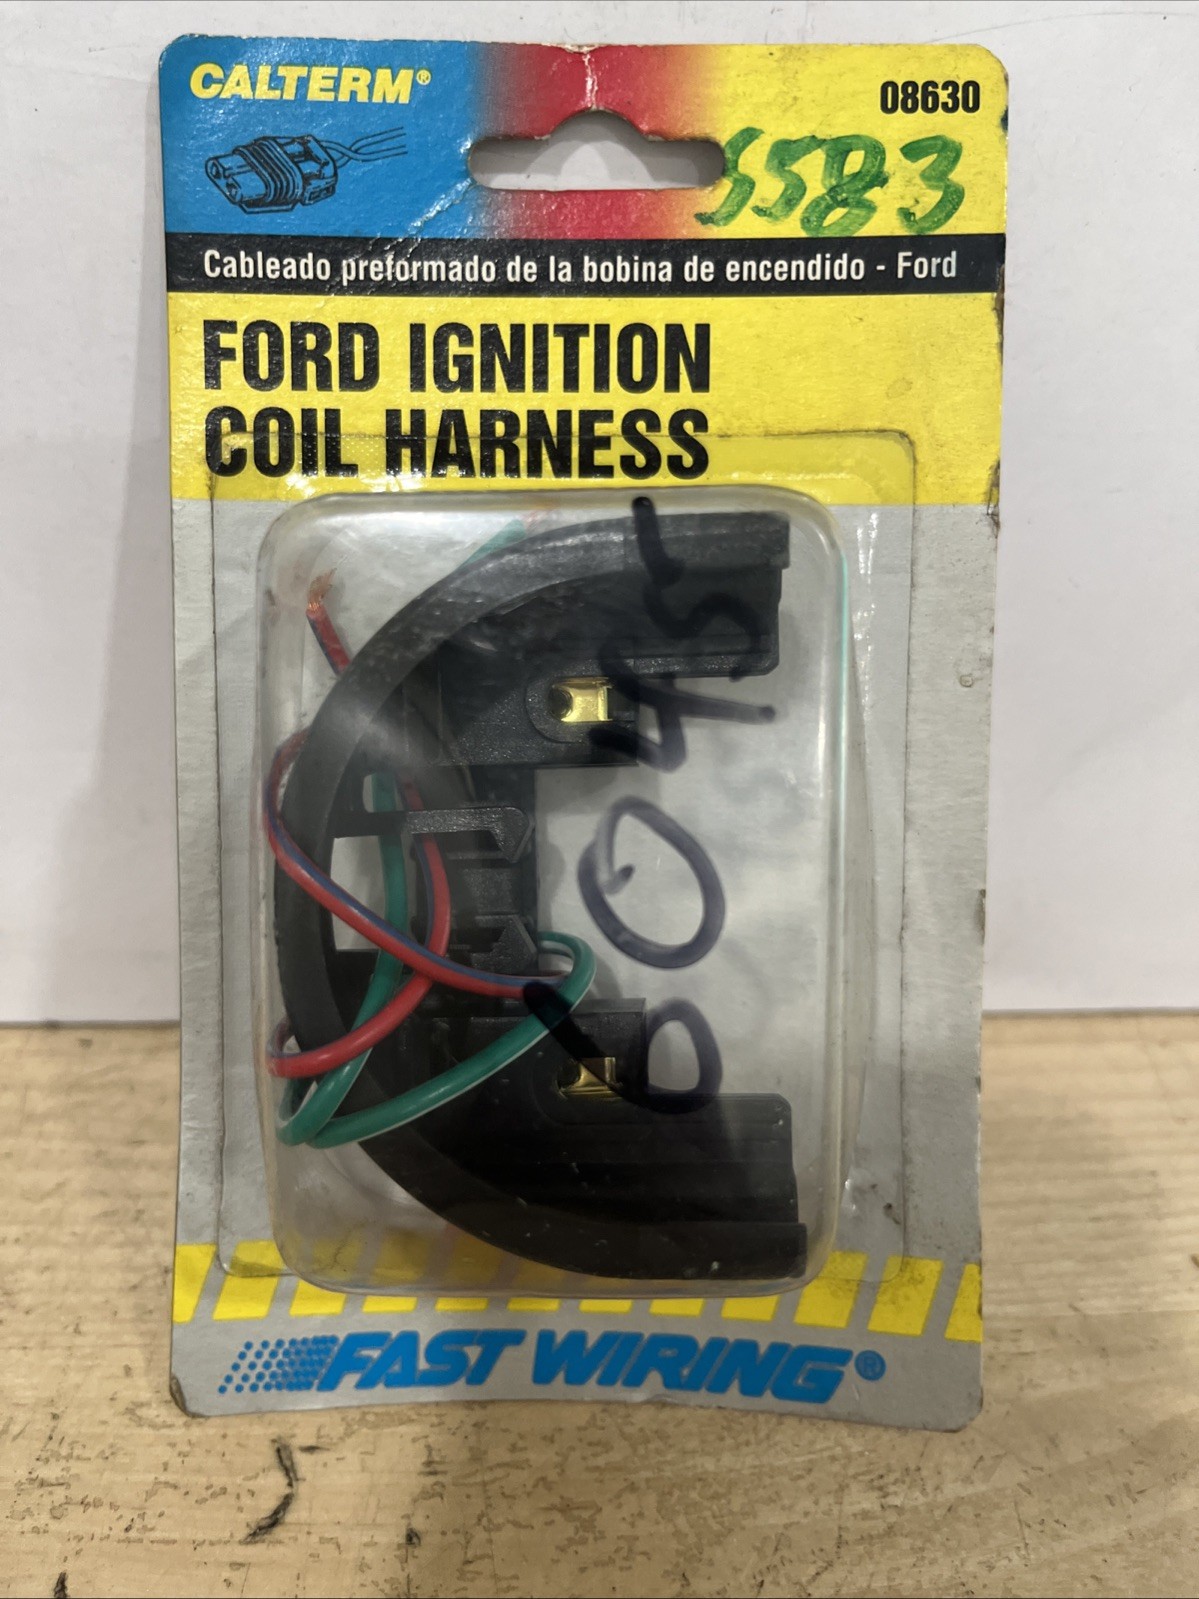 CALTERM®
08630
5583
Cableado preformado de la bobina de encendido - Ford
FORD IGNITION
COIL HARNESS
FAST WIRING®